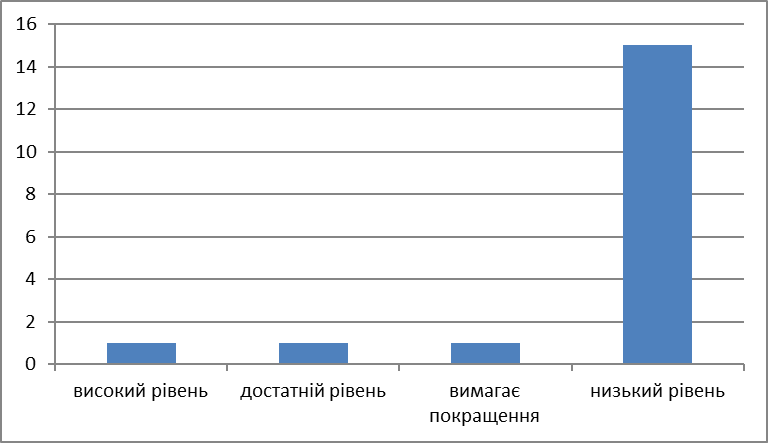 16
14
12
10
8
6
4
2
0
високий рівень
достатній рівень
вимагає
покращення
низький рівень